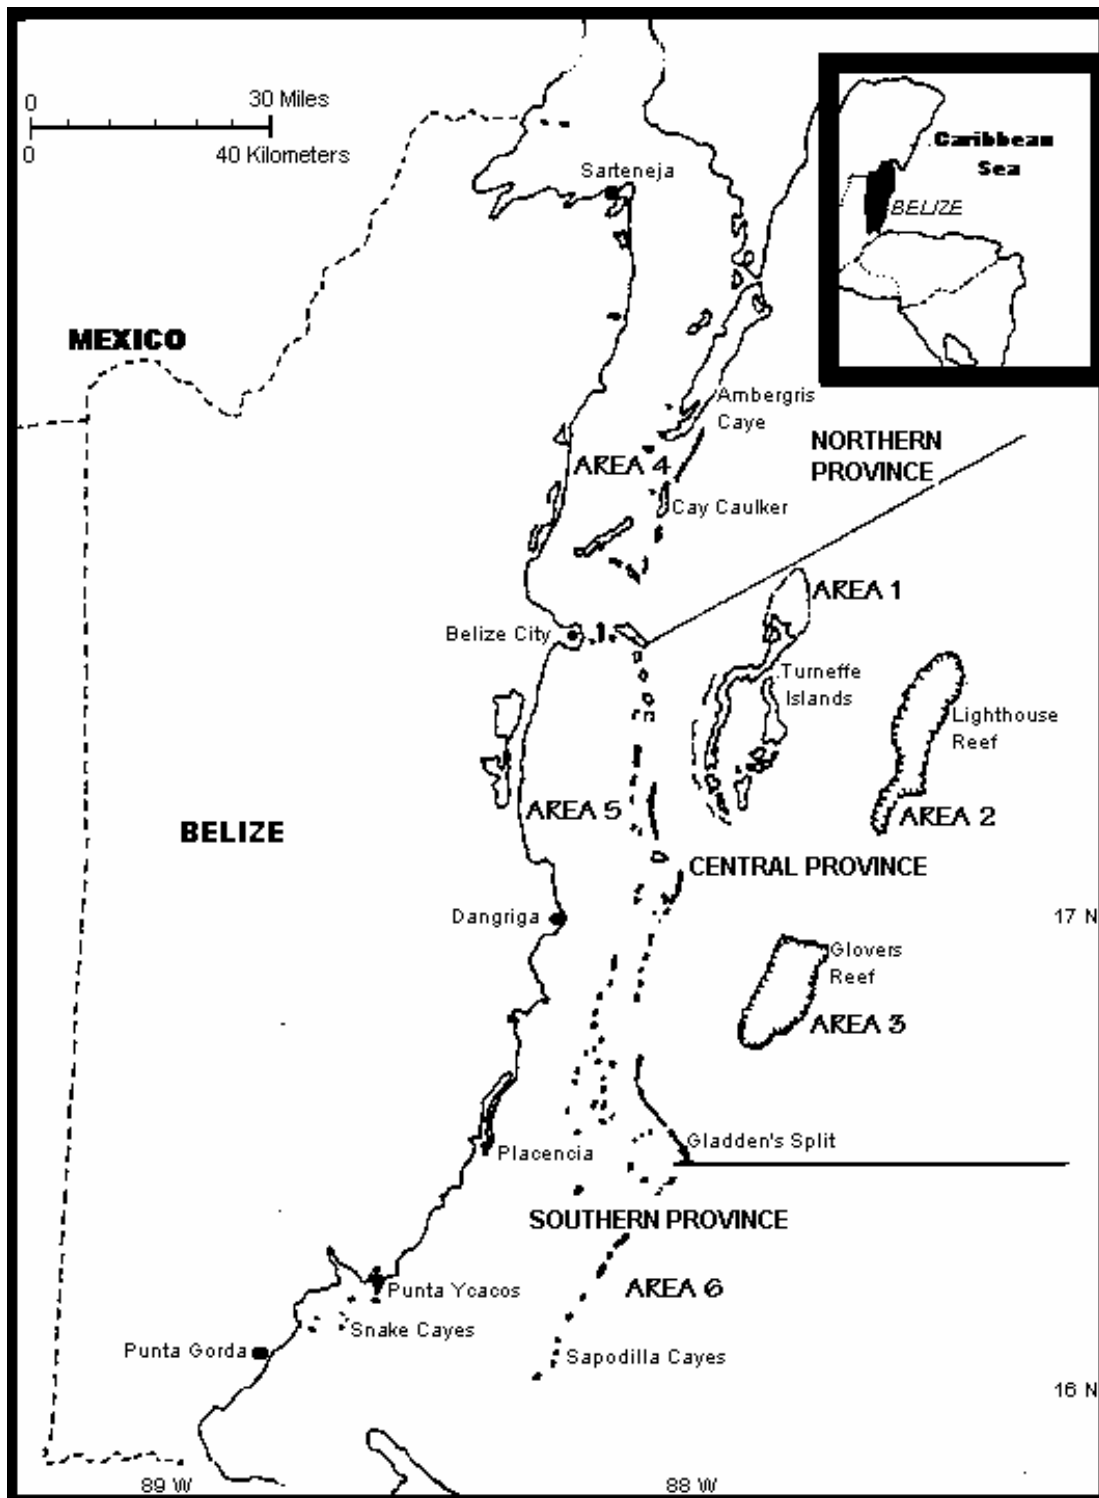 0
30 Miles
0
40 Kilometers
Caribbean
Sea
BELIZE
Sarteneja
MEXICO
Ambergris
Caye
NORTHERN
PROVINCE
AREA 4
Cay Caulker
AREA 1
Belize City
Turneffe
Islands
Lighthouse
Reef
AREA 5
AREA 2
BELIZE
CENTRAL PROVINCE
Dangriga
17 N
Glovers
Reef
AREA 3
Gladden's Split
Placencia
SOUTHERN PROVINCE
AREA 6
Punta Ycacos
Snake Cayes
Punta Gorda
Sapodilla Cayes
16 N
89 W
88 W